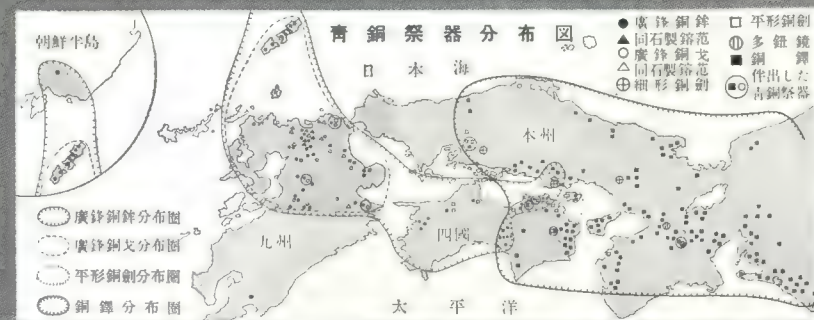 青銅祭器分布図
朝鮮半島
日本海
本州
四國
九州
太平洋
● 廣鋒銅鉾
▲ 同石製鎔范
○ 廣鋒銅戈
△ 同石製鎔范
⊕ 細形銅劍
□ 平形銅劍
多鈕鏡
■ 銅鐸
伴出した
青銅祭器
廣鋒銅鉾分布圏
廣鋒銅戈分布圏
平形銅劍分布圏
銅鐸分布圏